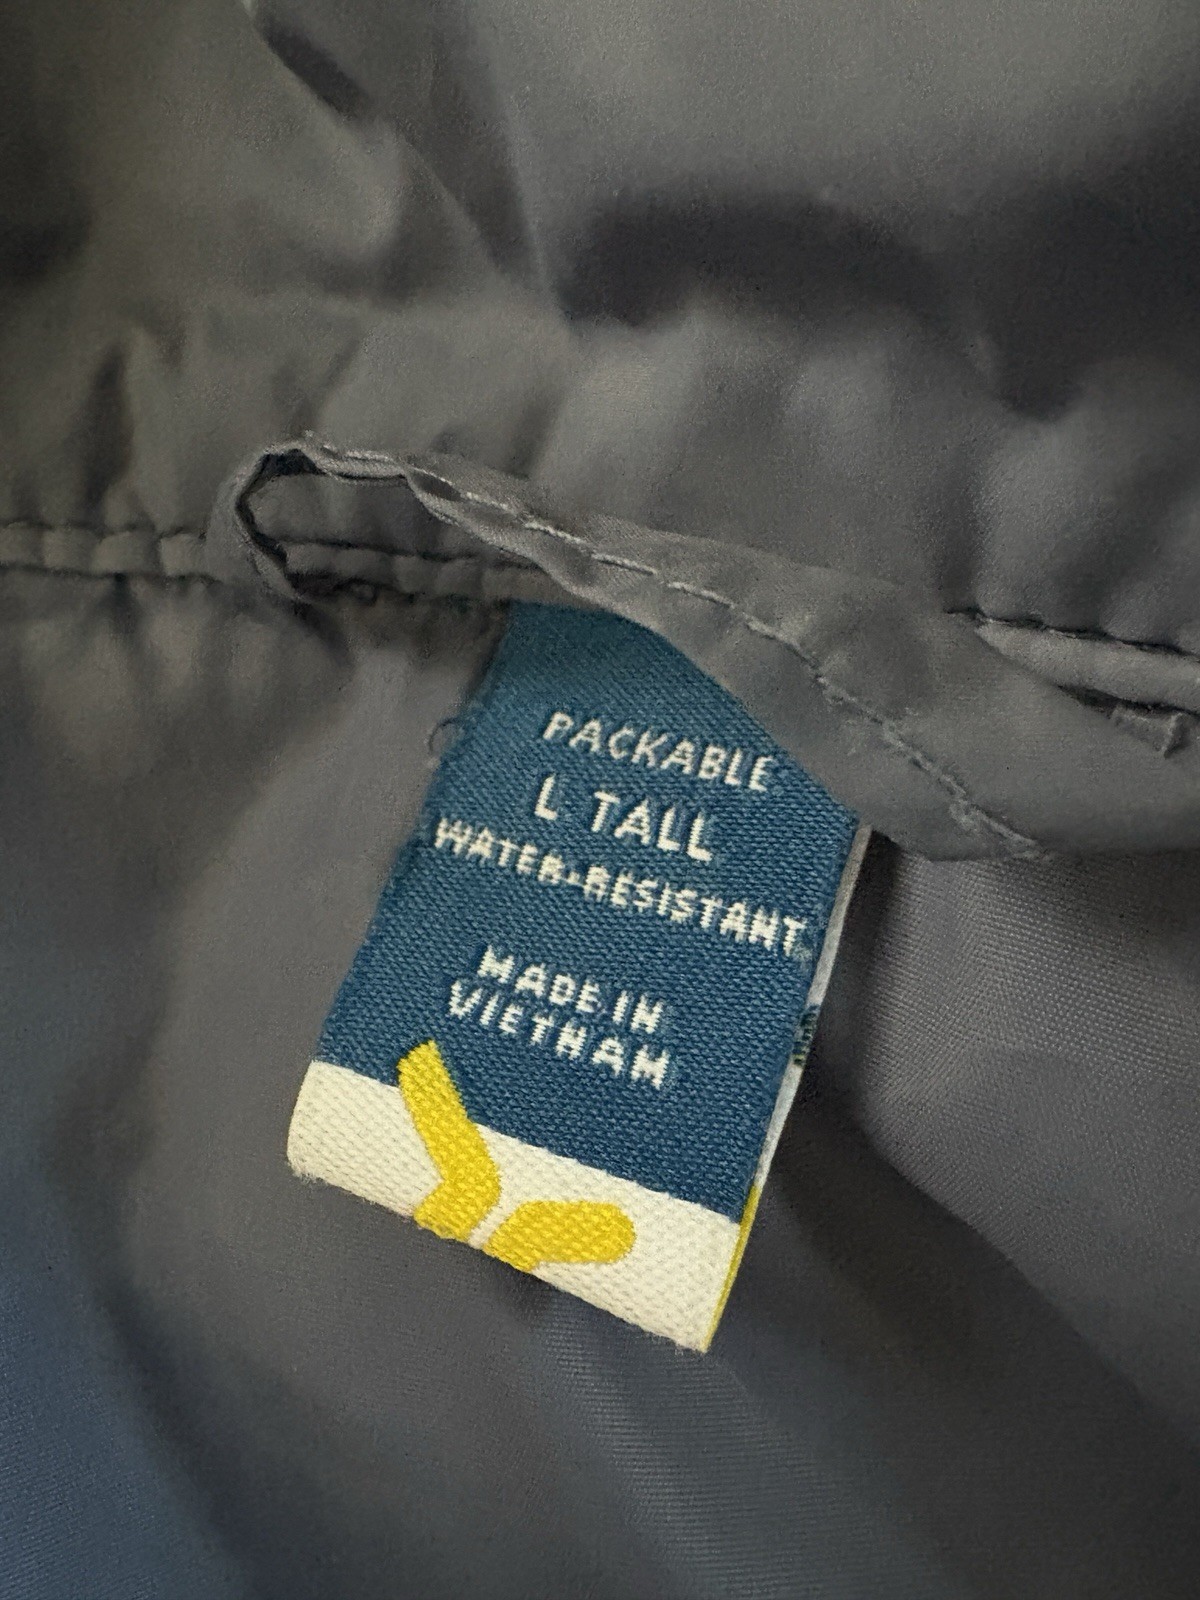 PACKABLE
L TALL
WATER-RESISTANT
MADE IN
VIETNAM